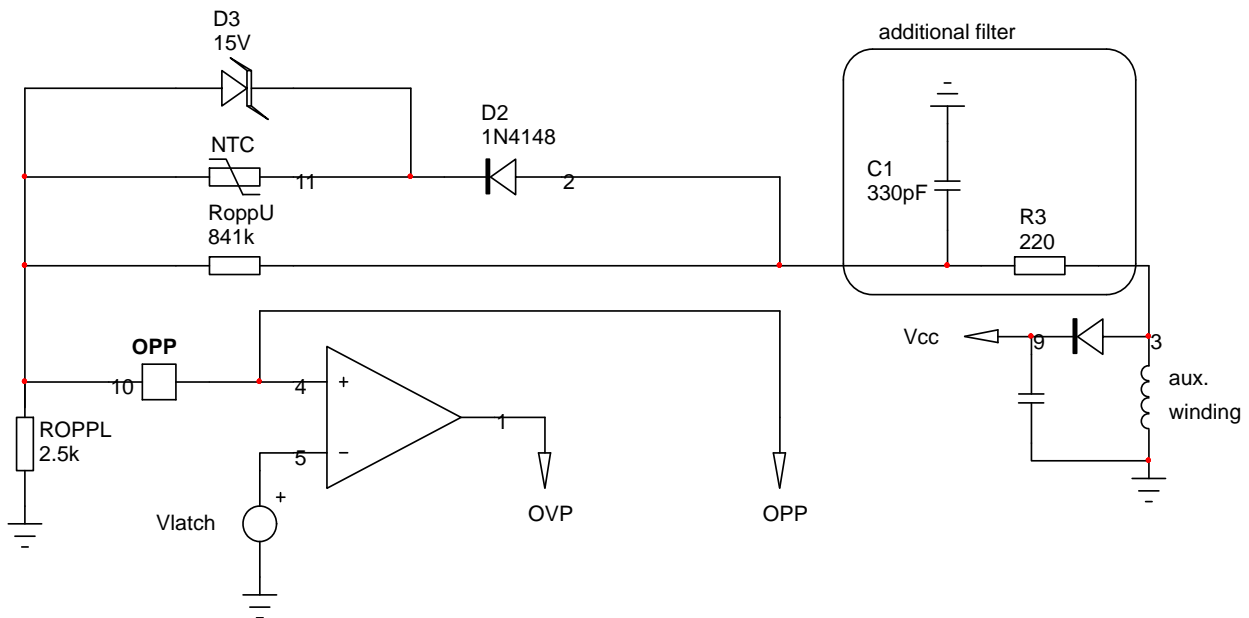 D3
15V
additional filter
D2
1N4148
NTC
11
2
C1
330pF
RoppU
841k
R3
220
OPP
Vcc
9
3
10
4
+
aux.
winding
ROPPL
2.5k
1
5
−
+
Vlatch
OVP
OPP